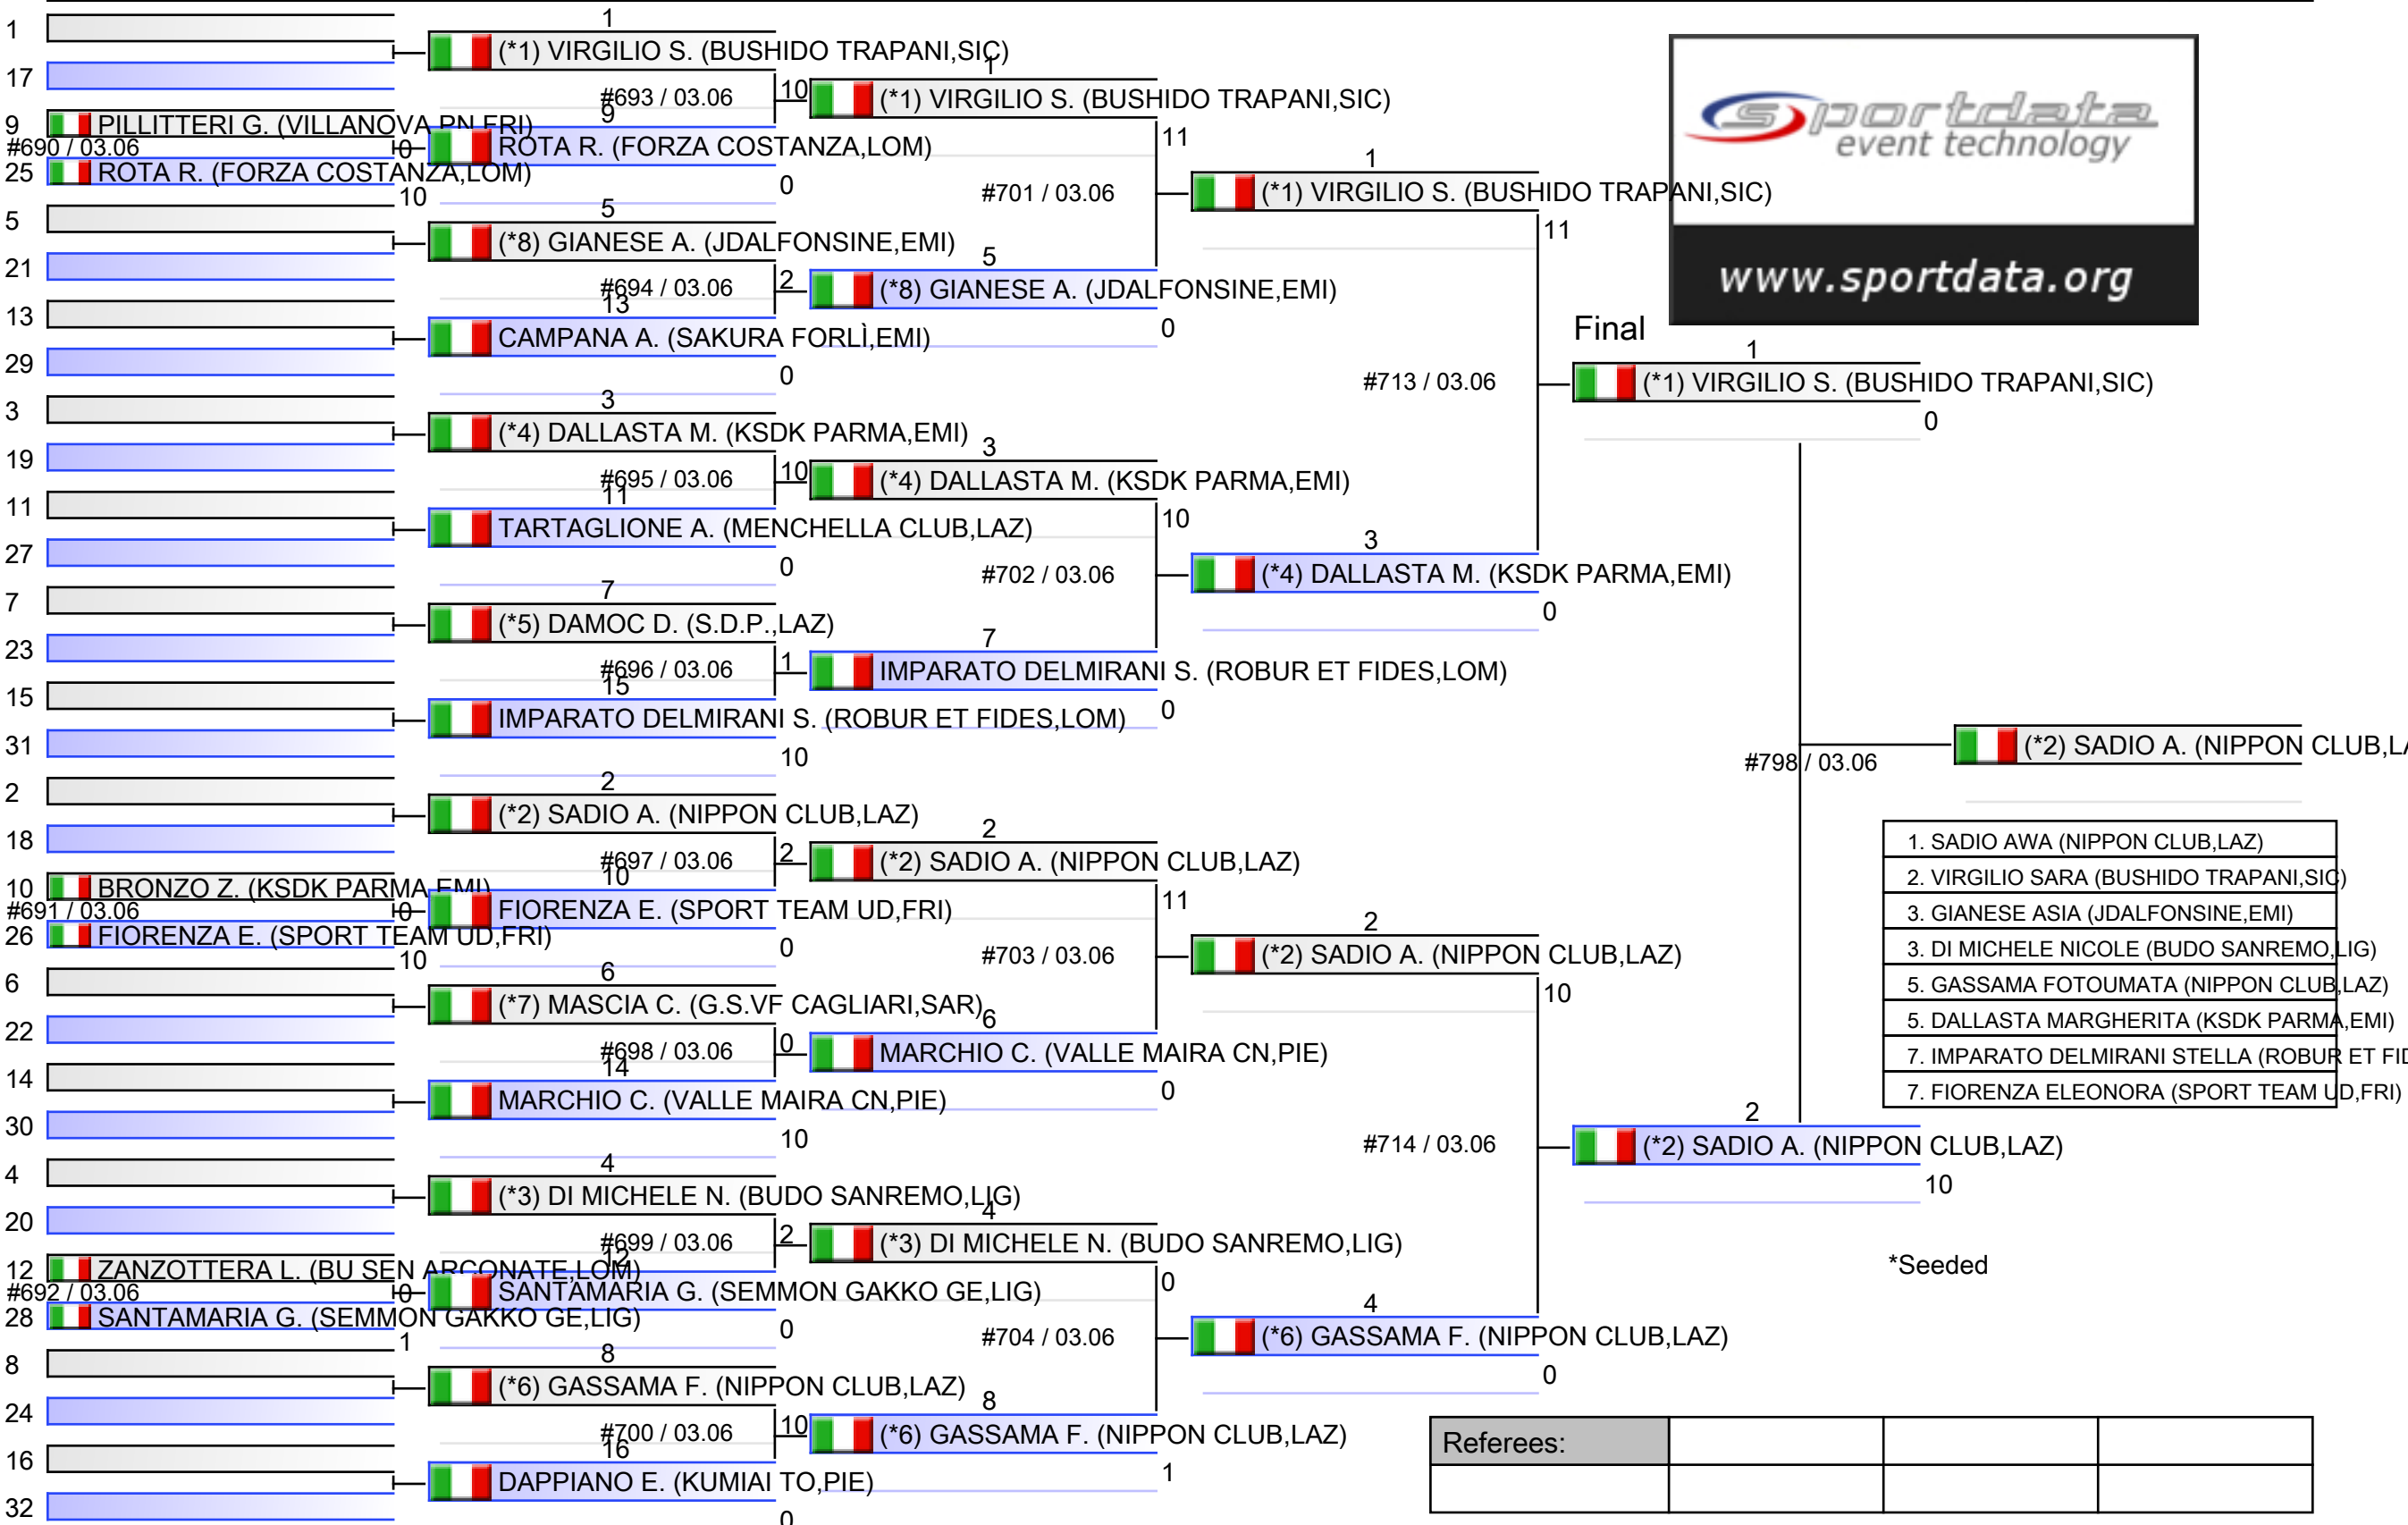 1
17
9 PILLITTERI G. (VILLANOVA PN,FRI)
#690 / 03.06 0
25 ROTA R. (FORZA COSTANZA,LOM)
10
5
21
13
29
3
19
11
27
7
23
15
31
2
18
10 BRONZO Z. (KSDK PARMA,EMI)
#691 / 03.06 0
26 FIORENZA E. (SPORT TEAM UD,FRI)
10
6
22
14
30
4
20
12 ZANZOTTERA L. (BU SEN ARCONATE,LOM)
#692 / 03.06 0
28 SANTAMARIA G. (SEMMON GAKKO GE,LIG)
1
8
24
16
32
1
(*1) VIRGILIO S. (BUSHIDO TRAPANI,SIC)
#693 / 03.06 10
9
ROTA R. (FORZA COSTANZA,LOM)
0
5
(*8) GIANESE A. (JDALFONSINE,EMI)
#694 / 03.06 2
13
CAMPANA A. (SAKURA FORLÌ,EMI)
0
3
(*4) DALLASTA M. (KSDK PARMA,EMI)
#695 / 03.06 10
11
TARTAGLIONE A. (MENCHELLA CLUB,LAZ)
0
7
(*5) DAMOC D. (S.D.P.,LAZ)
#696 / 03.06 1
15
IMPARATO DELMIRANI S. (ROBUR ET FIDES,LOM)
10
2
(*2) SADIO A. (NIPPON CLUB,LAZ)
#697 / 03.06 2
10
FIORENZA E. (SPORT TEAM UD,FRI)
0
6
(*7) MASCIA C. (G.S.VF CAGLIARI,SAR)
#698 / 03.06 0
14
MARCHIO C. (VALLE MAIRA CN,PIE)
10
4
(*3) DI MICHELE N. (BUDO SANREMO,LIG)
#699 / 03.06 2
12
SANTAMARIA G. (SEMMON GAKKO GE,LIG)
0
8
(*6) GASSAMA F. (NIPPON CLUB,LAZ)
#700 / 03.06 10
16
DAPPIANO E. (KUMIAI TO,PIE)
0
1
(*1) VIRGILIO S. (BUSHIDO TRAPANI,SIC)
11
#701 / 03.06
5
(*8) GIANESE A. (JDALFONSINE,EMI)
0
3
(*4) DALLASTA M. (KSDK PARMA,EMI)
10
#702 / 03.06
7
IMPARATO DELMIRANI S. (ROBUR ET FIDES,LOM)
0
2
(*2) SADIO A. (NIPPON CLUB,LAZ)
11
#703 / 03.06
6
MARCHIO C. (VALLE MAIRA CN,PIE)
0
4
(*3) DI MICHELE N. (BUDO SANREMO,LIG)
0
#704 / 03.06
8
(*6) GASSAMA F. (NIPPON CLUB,LAZ)
1
1
(*1) VIRGILIO S. (BUSHIDO TRAPANI,SIC)
11
#713 / 03.06
3
(*4) DALLASTA M. (KSDK PARMA,EMI)
0
2
(*2) SADIO A. (NIPPON CLUB,LAZ)
10
#714 / 03.06
4
(*6) GASSAMA F. (NIPPON CLUB,LAZ)
0
sportdata
event technology
www.sportdata.org
Final
1
(*1) VIRGILIO S. (BUSHIDO TRAPANI,SIC)
0
#798 / 03.06
2
(*2) SADIO A. (NIPPON CLUB,LAZ)
10
(*2) SADIO A. (NIPPON CLUB,LA
1. SADIO AWA (NIPPON CLUB,LAZ)
2. VIRGILIO SARA (BUSHIDO TRAPANI,SIC)
3. GIANESE ASIA (JDALFONSINE,EMI)
3. DI MICHELE NICOLE (BUDO SANREMO,LIG)
5. GASSAMA FOTOUMATA (NIPPON CLUB,LAZ)
5. DALLASTA MARGHERITA (KSDK PARMA,EMI)
7. IMPARATO DELMIRANI STELLA (ROBUR ET FID
7. FIORENZA ELEONORA (SPORT TEAM UD,FRI)
*Seeded
Referees: